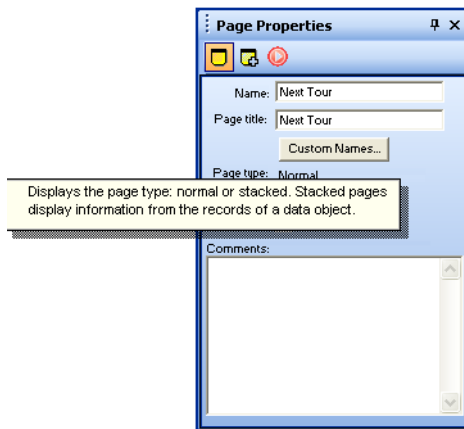 Page Properties
Name: Next Tour
Page title: Next Tour
Custom Names...
Page type: Normal
Displays the page type: normal or stacked. Stacked pages
display information from the records of a data object.
Comments: